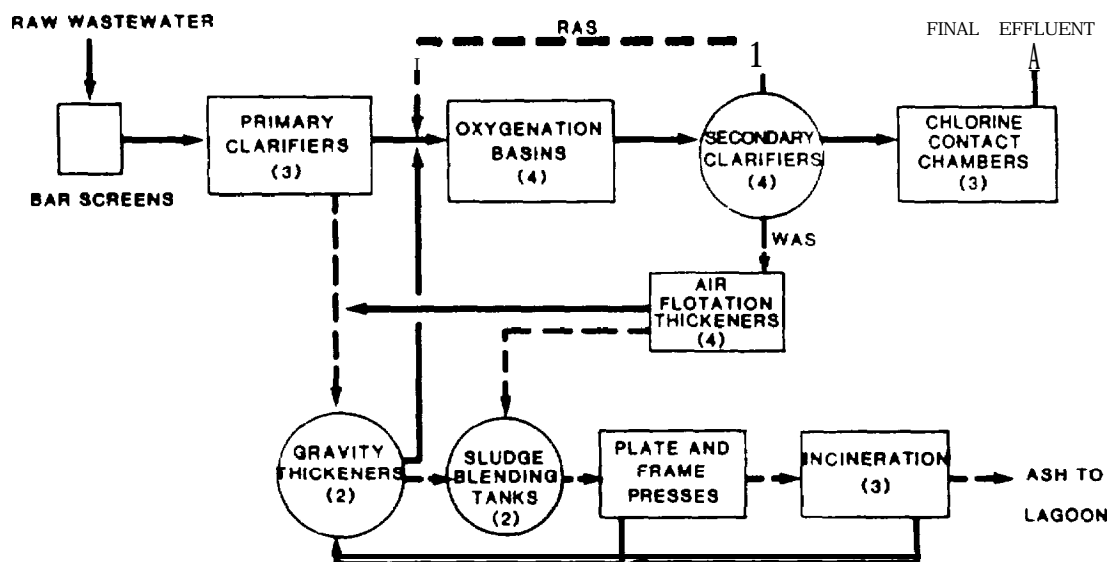 RAW WASTEWATER
BAR SCREENS
PRIMARY
CLARIFIERS
(3)
RAS
OXYGENATION
BASINS
(4)
1
SECONDARY
CLARIFIERS
(4)
FINAL EFFLUENT
A
CHLORINE
CONTACT
CHAMBERS
(3)
WAS
AIR
FLOTATION
THICKENERS
(4)
GRAVITY
THICKENERS
(2)
SLUDGE
BLENDING
TANKS
(2)
PLATE AND
FRAME
PRESSES
INCINERATION
(3)
ASH TO
LAGOON